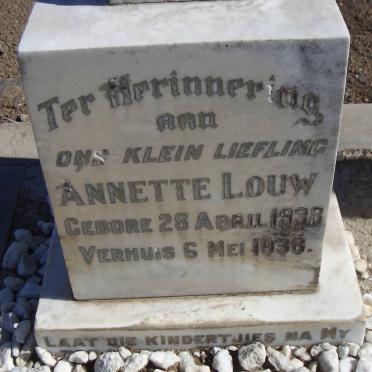 Ter Herinnering
aan
ONS KLEIN LIEFLING
ANNETTE LOUW
GEBORE 28 APRIL 1938
VERHUIS 6 MEI 1938.
LAAT DIE KINDERTJIES NA MY